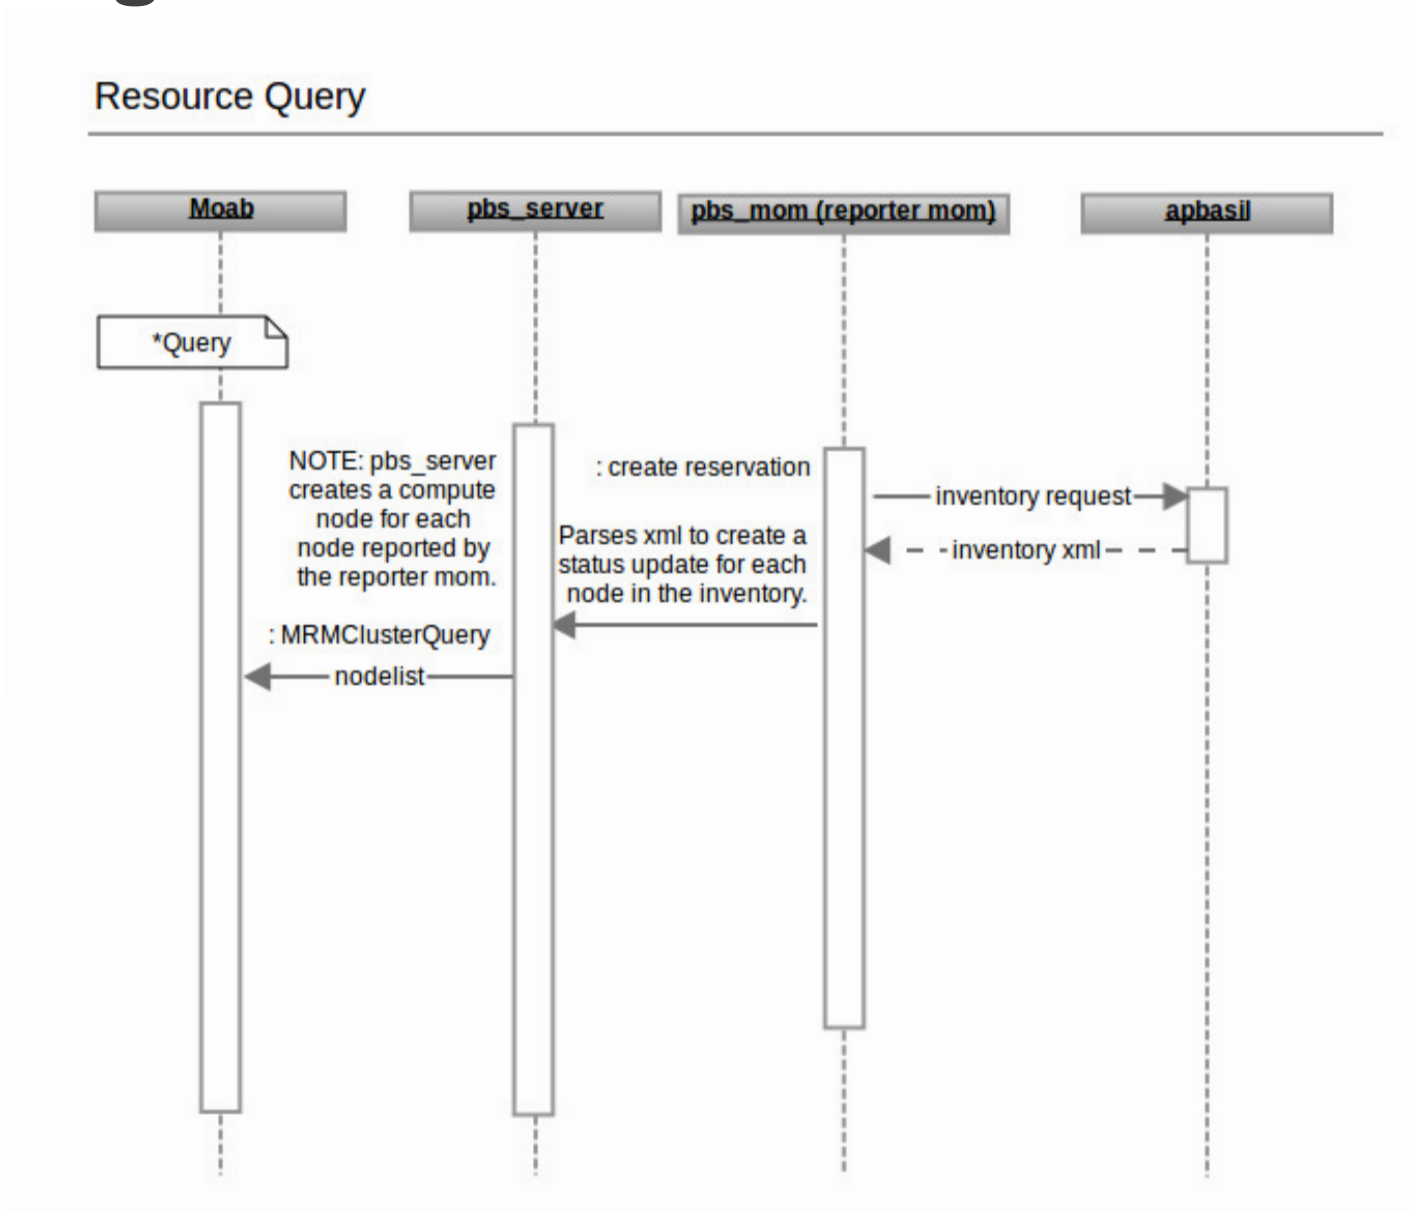 Resource Query
Moab
pbs_server
pbs_mom (reporter mom)
apbasil
*Query
NOTE: pbs_server
creates a compute
node for each
node reported by
the reporter mom.
: MRMClusterQuery
nodelist
: create reservation
Parses xml to create a
status update for each
node in the inventory.
inventory request
inventory xml